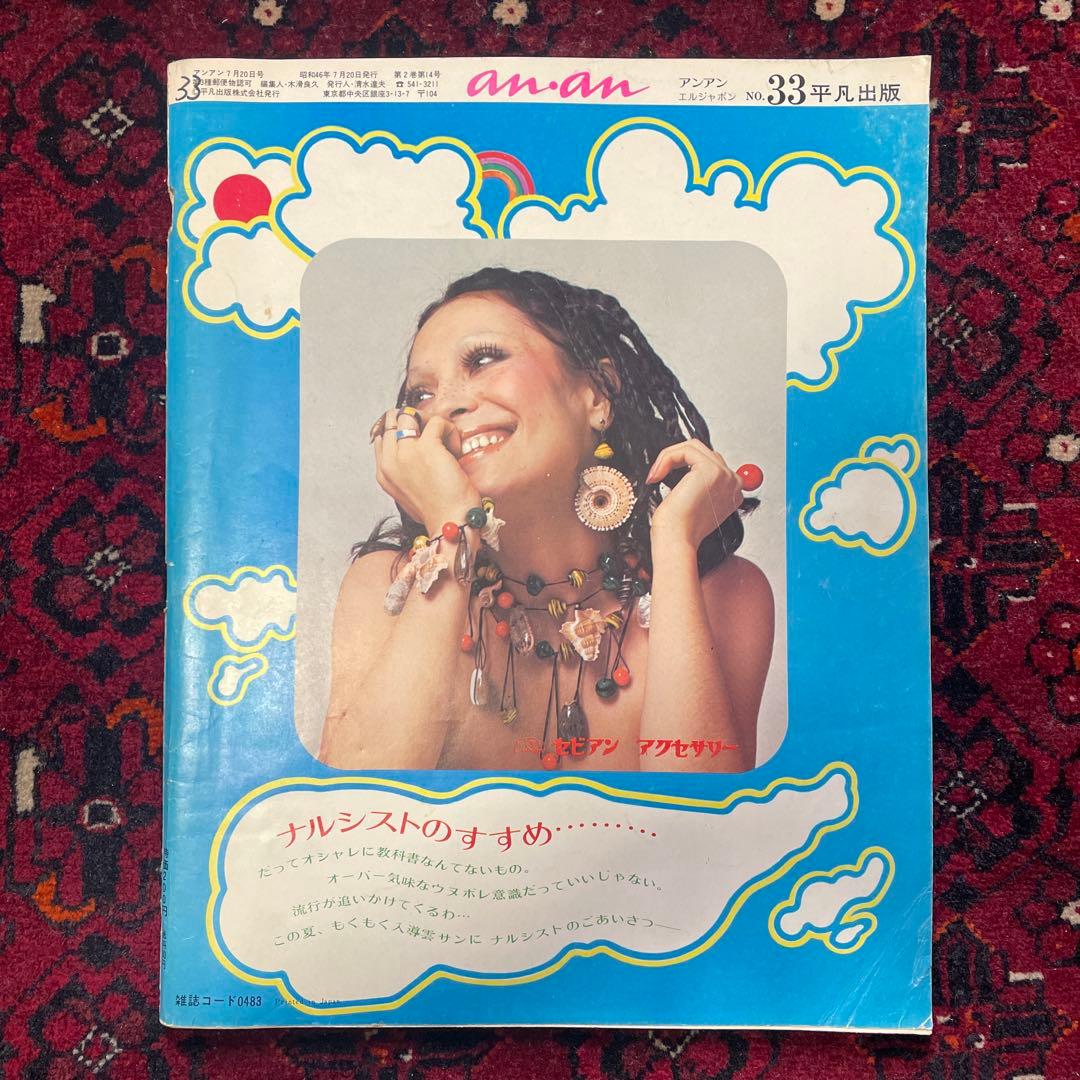 33
アンアン7月20日号 昭和46年7月20日発行 第2巻第14号
第3種郵便物認可 編集人・木滑良久 発行人・清水達夫 ☎541-3211
平凡出版株式会社発行 東京都中央区銀座3-13-7 〒104
an·an
アンアン
エルジャポン
NO.33 平凡出版
セビアン アクセサリー
ナルシストのすすめ………
だってオシャレに教科書なんてないもの。
オーバー気味なウヌボレ意識だっていいじゃない。
流行が追いかけてくるわ…
この夏、もくもく入導雲サンに ナルシストのごあいさつ──
雑誌コード0483 Printed in Japan